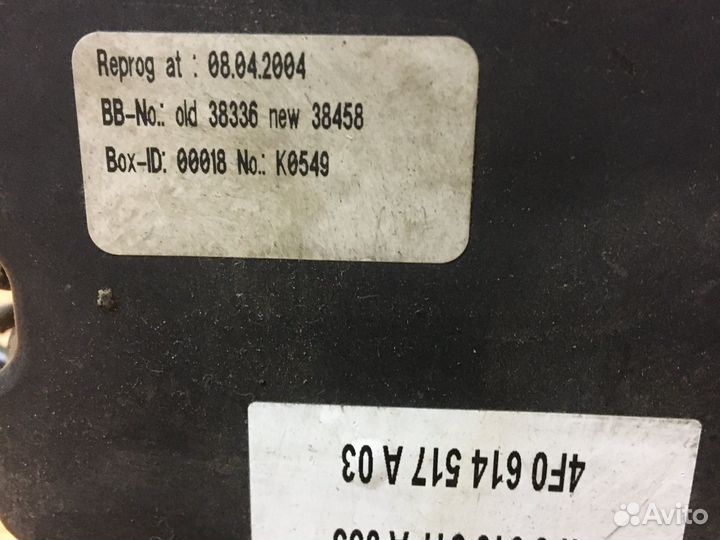 Reprog at : 08.04.2004
BB-No.: old 38336 new 38458
Box-ID: 00018 No.: K0549
4F0 614 517 A 03
Avito